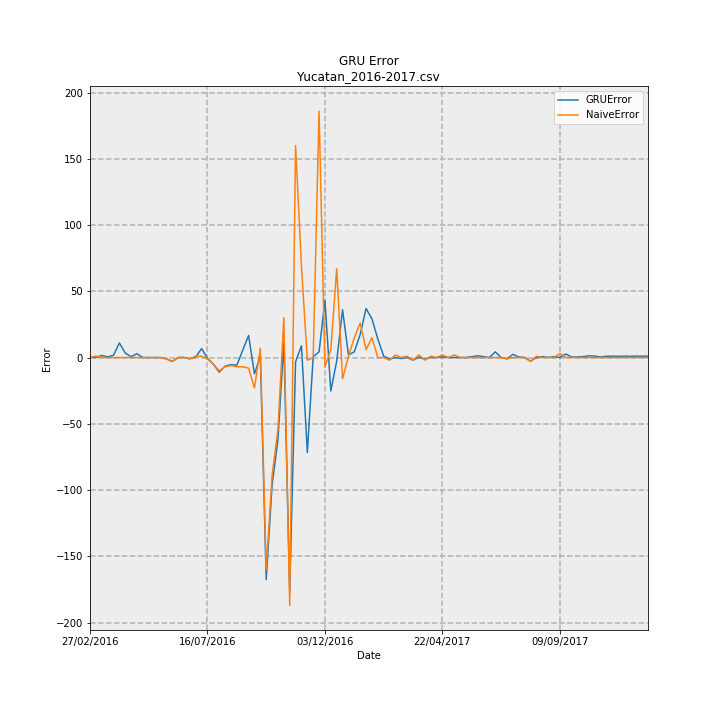 GRU Error
Yucatan_2016-2017.csv
GRUError
NaiveError
Error
200
150
100
50
0
−50
−100
−150
−200
27/02/2016
16/07/2016
03/12/2016
22/04/2017
09/09/2017
Date